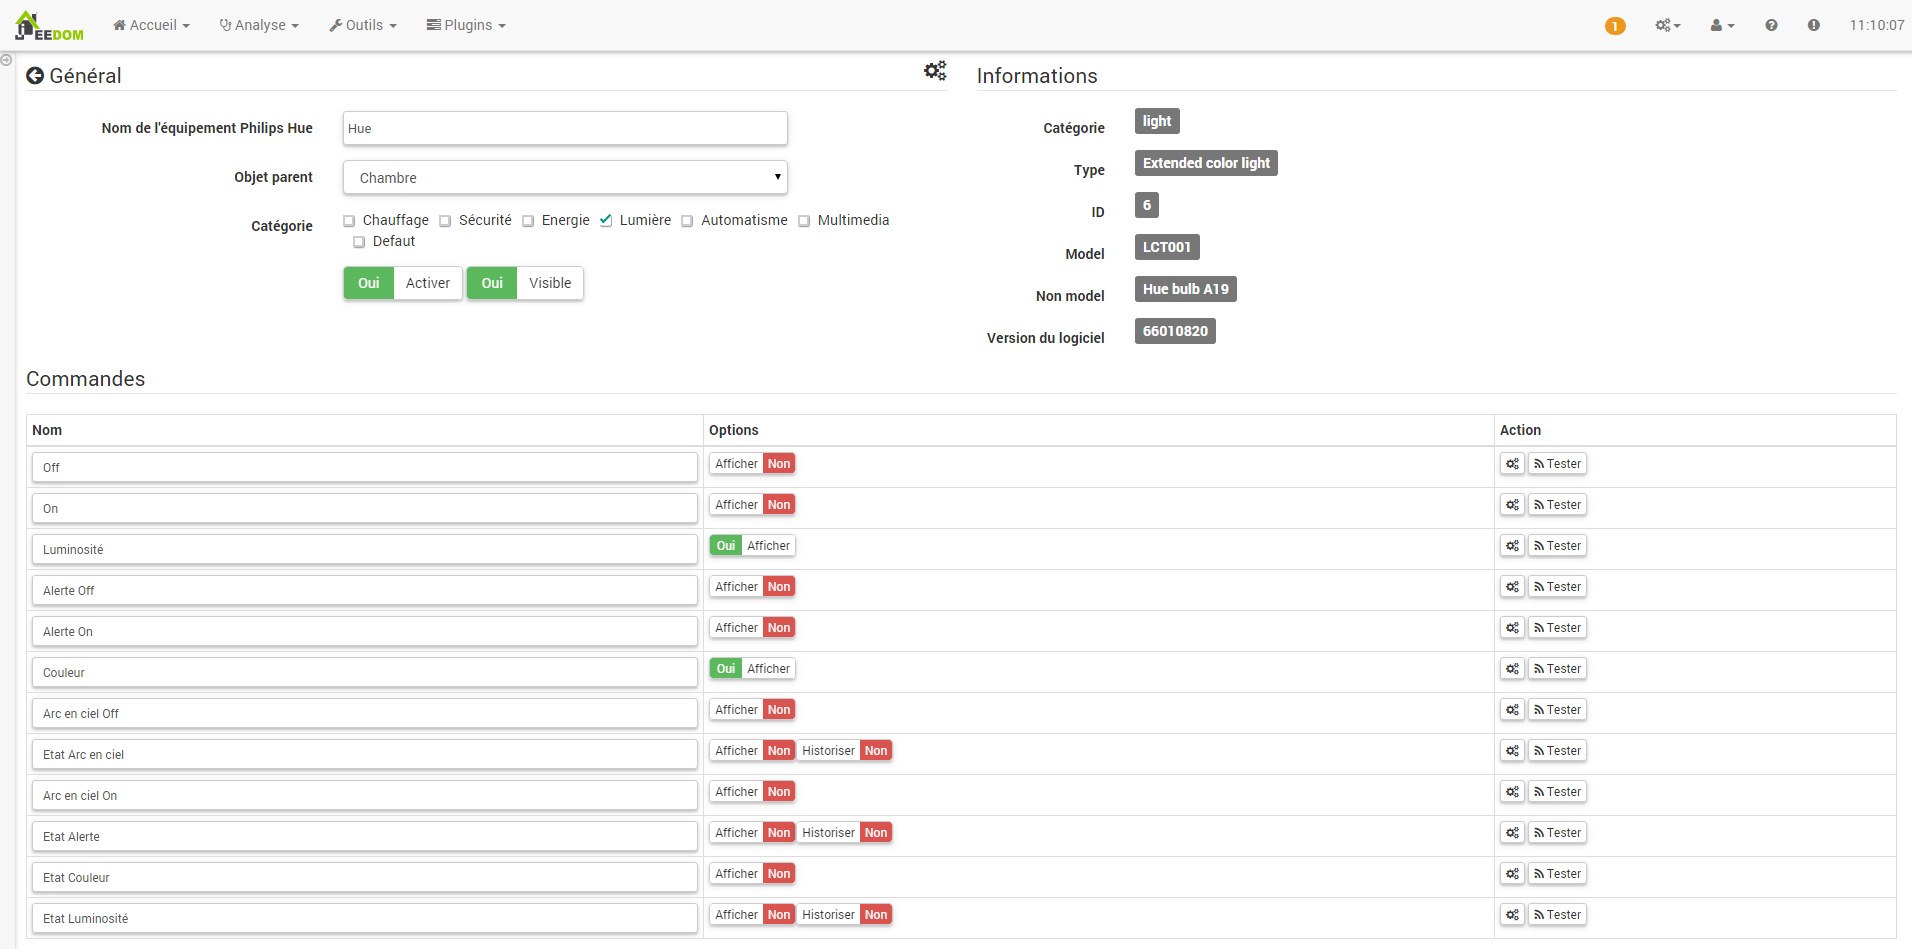 JEEDOM Accueil Analyse Outils Plugins 1 11:10:07
Général
Informations
Nom de l'équipement Philips Hue Hue
Objet parent Chambre
Catégorie Chauffage Sécurité Energie Lumière Automatisme Multimedia
Defaut
Oui Activer Oui Visible
Catégorie light
Type Extended color light
ID 6
Model LCT001
Non model Hue bulb A19
Version du logiciel 66010820
Commandes
Nom Options Action
Off Afficher Non Tester
On Afficher Non Tester
Luminosité Oui Afficher Tester
Alerte Off Afficher Non Tester
Alerte On Afficher Non Tester
Couleur Oui Afficher Tester
Arc en ciel Off Afficher Non Tester
Etat Arc en ciel Afficher Non Historiser Non Tester
Arc en ciel On Afficher Non Tester
Etat Alerte Afficher Non Historiser Non Tester
Etat Couleur Afficher Non Tester
Etat Luminosité Afficher Non Historiser Non Tester